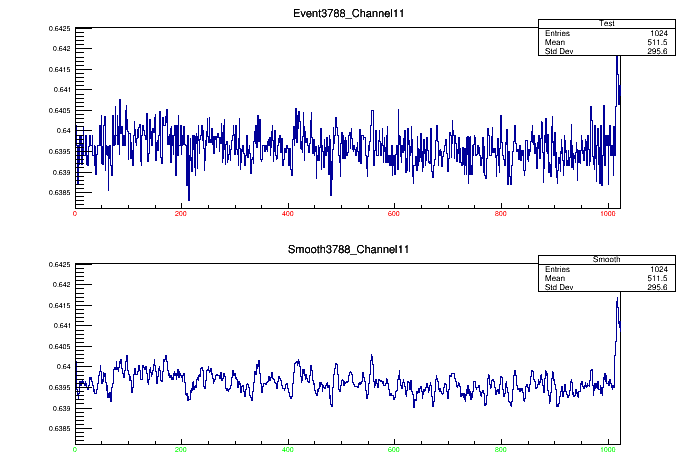 Event3788_Channel11
Test
Entries 1024
Mean 511.5
Std Dev 295.6
0.6425
0.642
0.6415
0.641
0.6405
0.64
0.6395
0.639
0.6385
0 200 400 600 800 1000
Smooth3788_Channel11
Smooth
Entries 1024
Mean 511.5
Std Dev 295.6
0.6425
0.642
0.6415
0.641
0.6405
0.64
0.6395
0.639
0.6385
0 200 400 600 800 1000